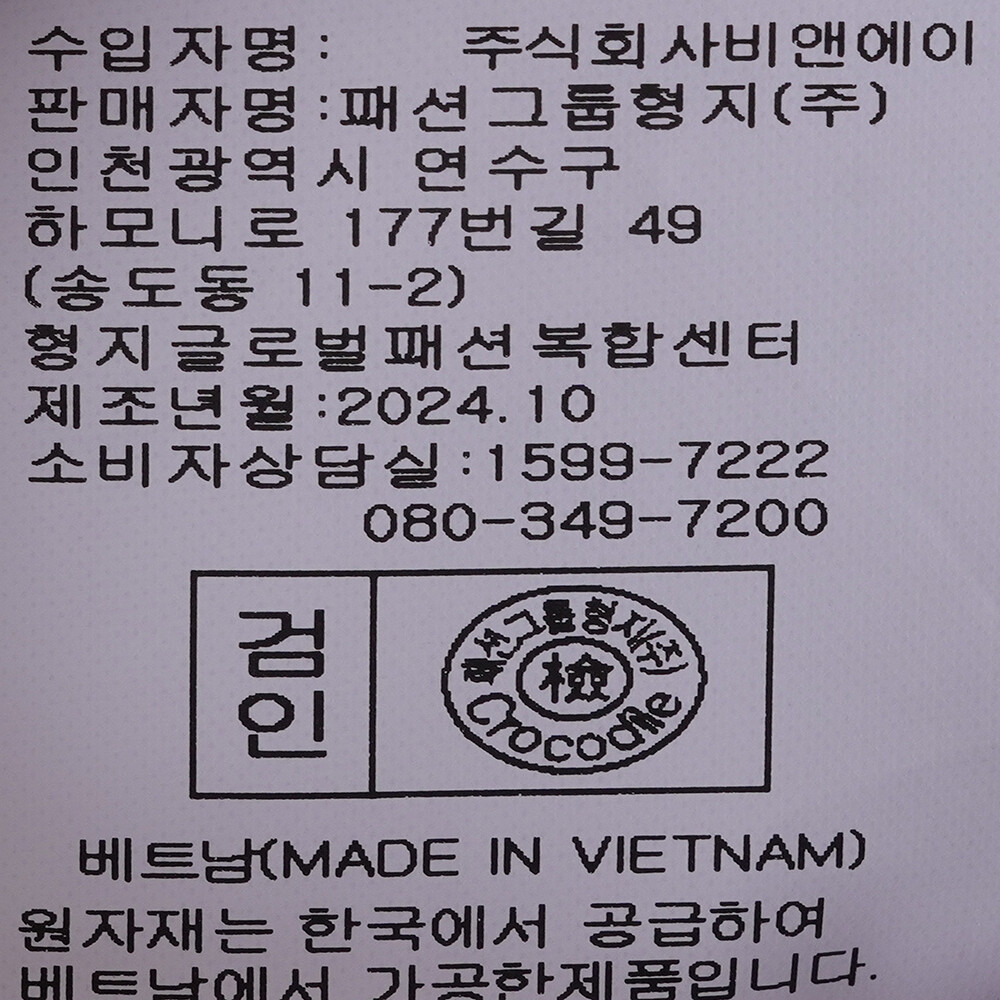 수입자명: 주식회사비앤에이
판매자명:패션그룹형지(주)
인천광역시 연수구
하모니로 177번길 49
(송도동 11-2)
형지글로벌패션복합센터
제조년월:2024.10
소비자상담실:1599-7222
080-349-7200
검인
패션그룹형지(주)
檢
Crocodile
베트남(MADE IN VIETNAM)
원자재는 한국에서 공급하여
베트남에서 가공한제품입니다.